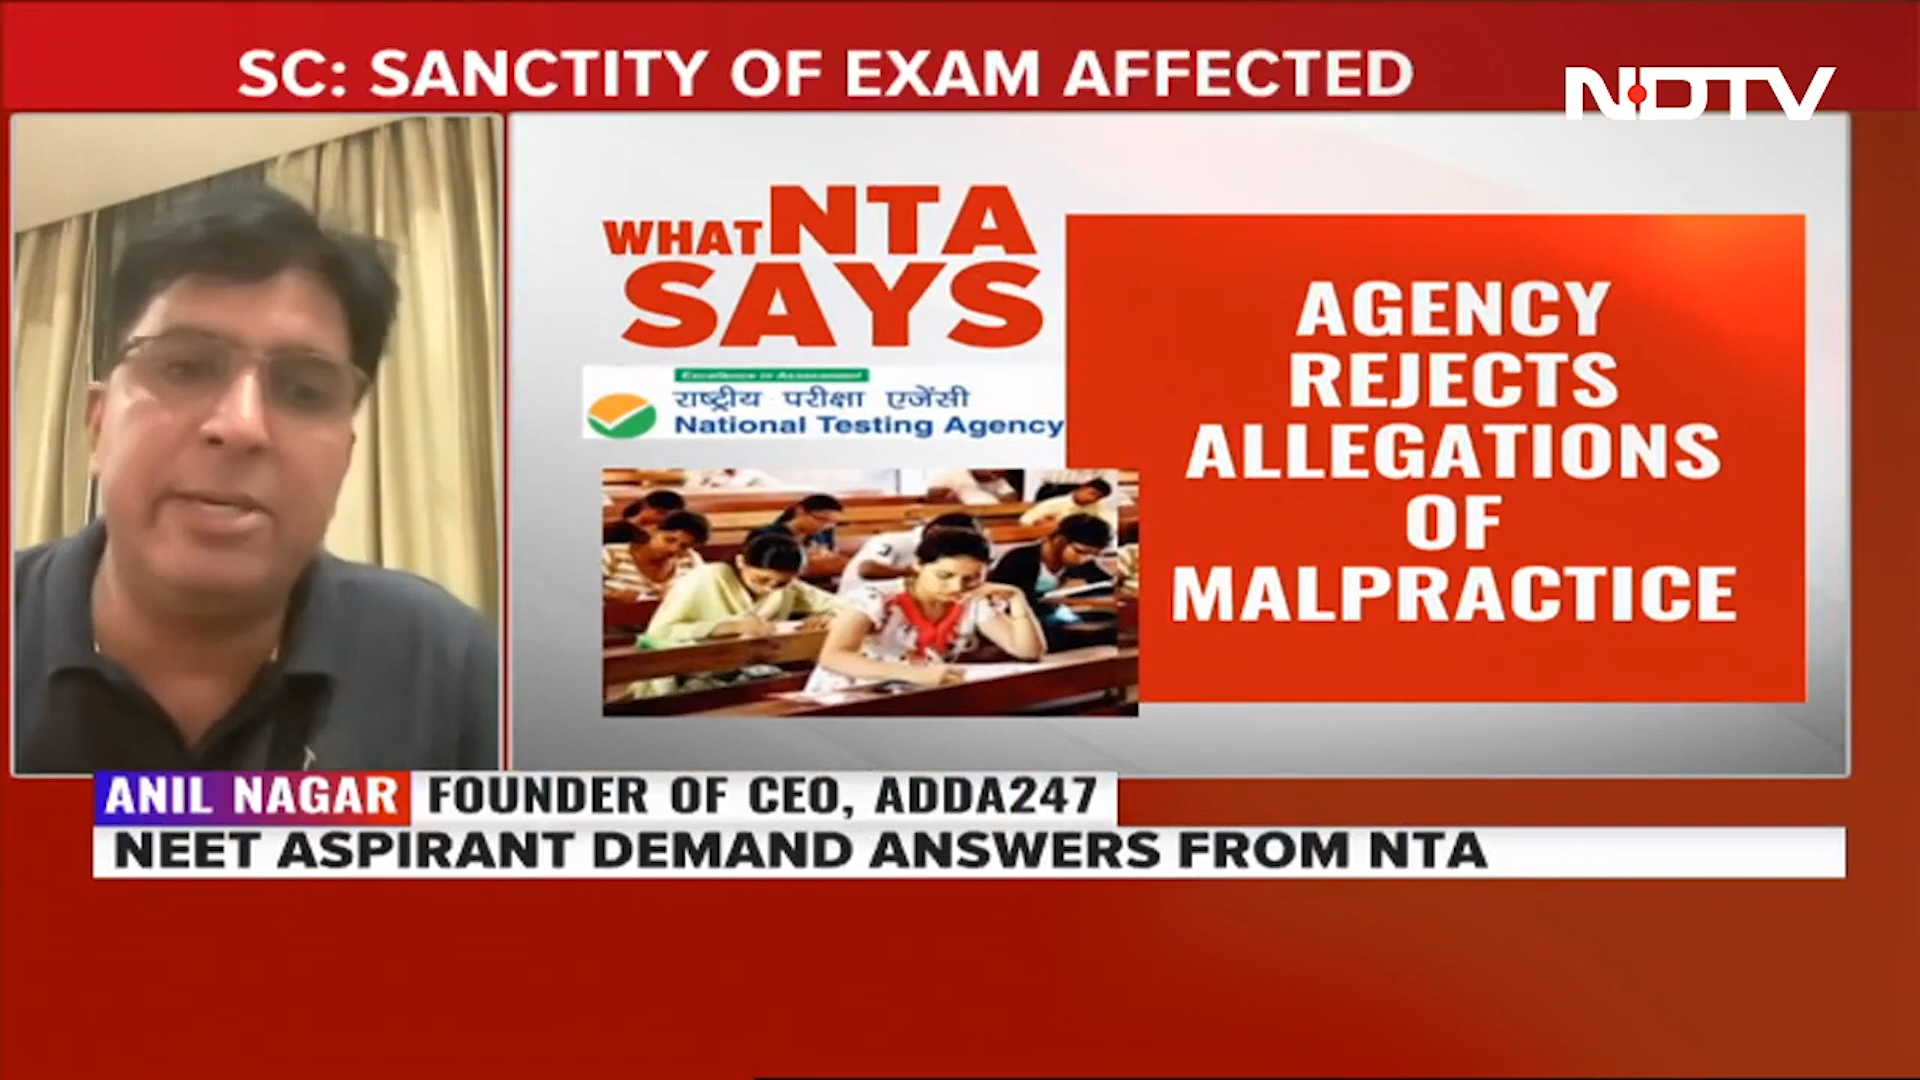 SC: SANCTITY OF EXAM AFFECTED
NDTV
WHAT NTA
SAYS
Excellence in Assessment
राष्ट्रीय परीक्षा एजेंसी
National Testing Agency
AGENCY
REJECTS
ALLEGATIONS
OF
MALPRACTICE
ANIL NAGAR FOUNDER OF CEO, ADDA247
NEET ASPIRANT DEMAND ANSWERS FROM NTA